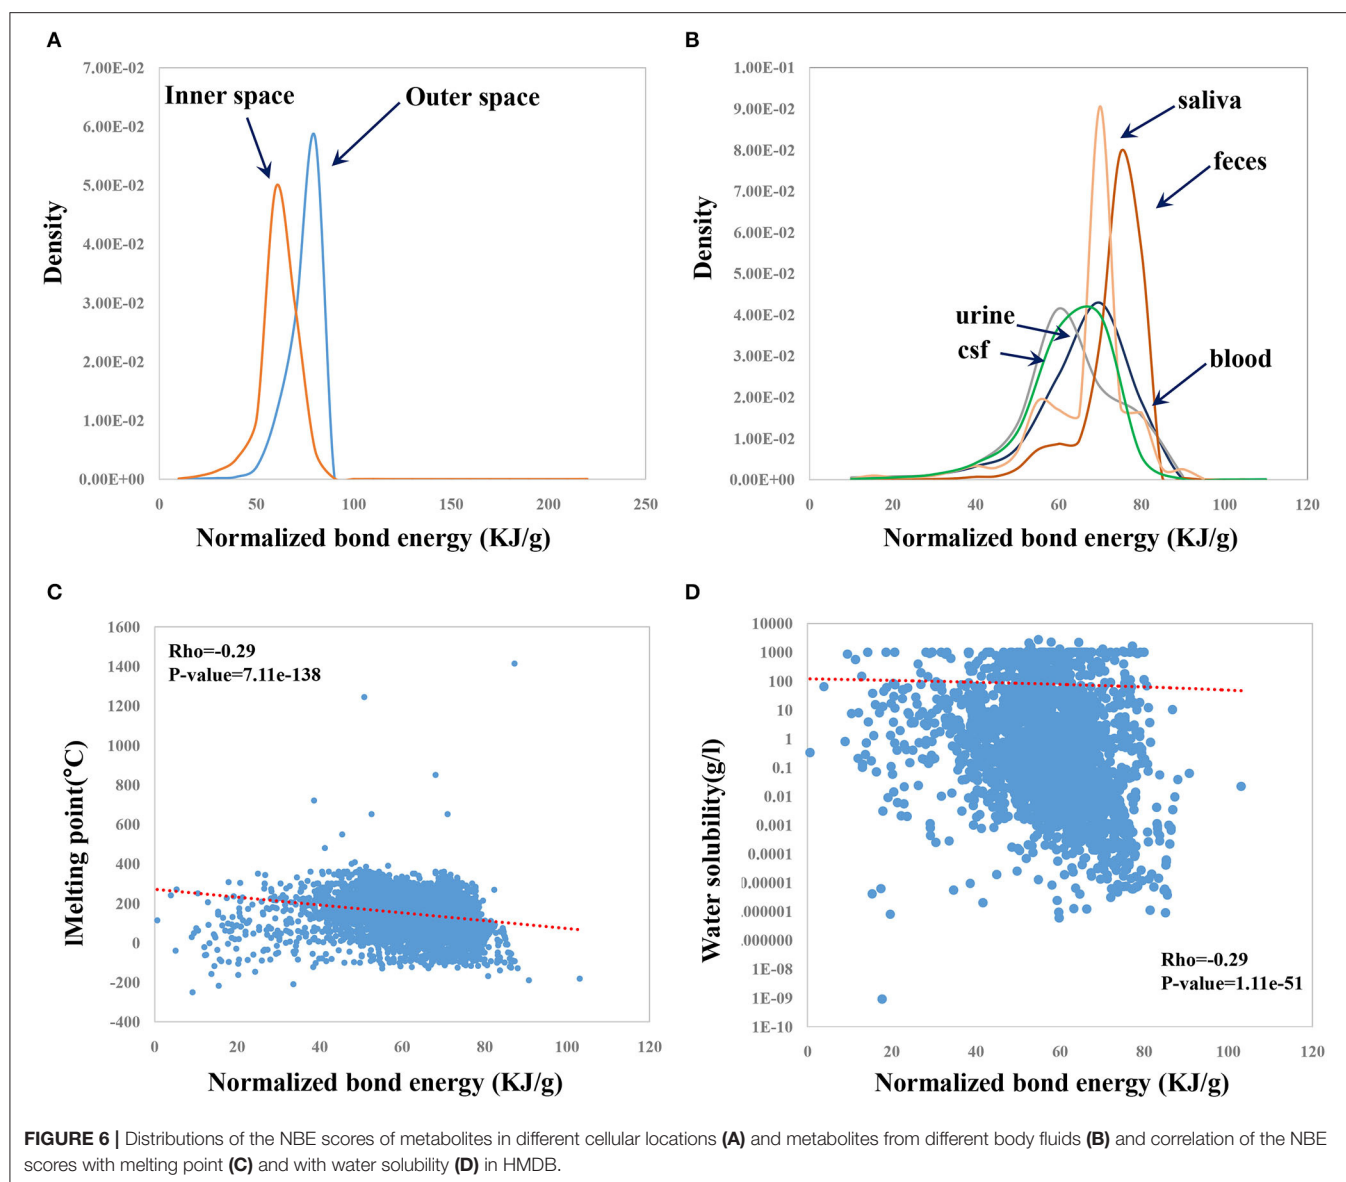 A
7.00E-02
6.00E-02
5.00E-02
4.00E-02
3.00E-02
2.00E-02
1.00E-02
0.00E+00
Density
Inner space
Outer space
0 50 100 150 200 250
Normalized bond energy (KJ/g)
B
1.00E-01
9.00E-02
8.00E-02
7.00E-02
6.00E-02
5.00E-02
4.00E-02
3.00E-02
2.00E-02
1.00E-02
0.00E+00
Density
saliva
feces
urine
csf
blood
0 20 40 60 80 100 120
Normalized bond energy (KJ/g)
C
1600
1400
1200
1000
800
600
400
200
0
-200
-400
lMelting point(°C)
Rho=-0.29
P-value=7.11e-138
0 20 40 60 80 100 120
Normalized bond energy (KJ/g)
D
10000
1000
100
10
1
0.1
0.01
0.001
0.0001
0.00001
.000001
.000000
1E-08
1E-09
1E-10
Water solubility(g/l)
Rho=-0.29
P-value=1.11e-51
0 20 40 60 80 100 120
Normalized bond energy (KJ/g)
FIGURE 6 | Distributions of the NBE scores of metabolites in different cellular locations (A) and metabolites from different body fluids (B) and correlation of the NBE
scores with melting point (C) and with water solubility (D) in HMDB.